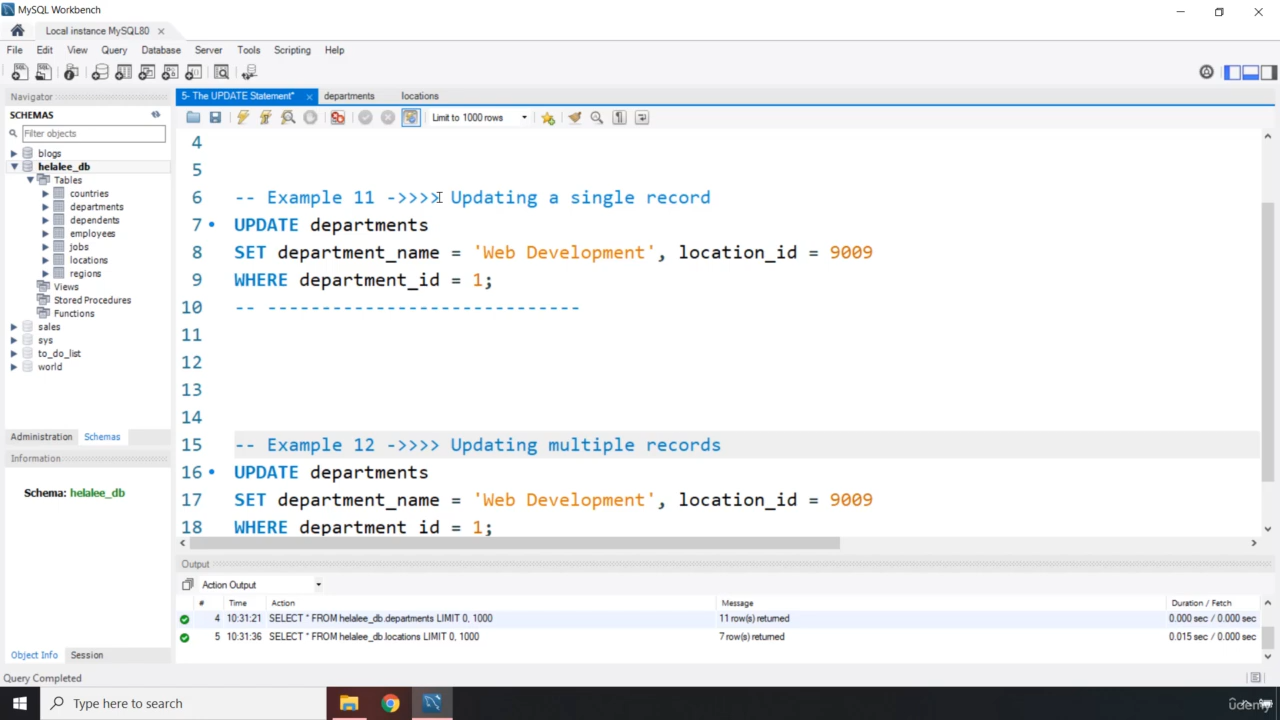 MySQL Workbench
Local instance MySQL80
File Edit View Query Database Server Tools Scripting Help
Navigator
SCHEMAS
Filter objects
blogs
helalee_db
Tables
countries
departments
dependents
employees
jobs
locations
regions
Views
Stored Procedures
Functions
sales
sys
to_do_list
world
Administration Schemas
Information
Schema: helalee_db
Object Info Session
5- The UPDATE Statement* departments locations
Limit to 1000 rows
4
5
6 -- Example 11 ->>>> Updating a single record
7 UPDATE departments
8 SET department_name = 'Web Development', location_id = 9009
9 WHERE department_id = 1;
10 -- -----------------------------
11
12
13
14
15 -- Example 12 ->>>> Updating multiple records
16 UPDATE departments
17 SET department_name = 'Web Development', location_id = 9009
18 WHERE department_id = 1;
Output
Action Output
# Time Action Message Duration / Fetch
4 10:31:21 SELECT * FROM helalee_db.departments LIMIT 0, 1000 11 row(s) returned 0.000 sec / 0.000 sec
5 10:31:36 SELECT * FROM helalee_db.locations LIMIT 0, 1000 7 row(s) returned 0.015 sec / 0.000 sec
Query Completed
Type here to search
udemy